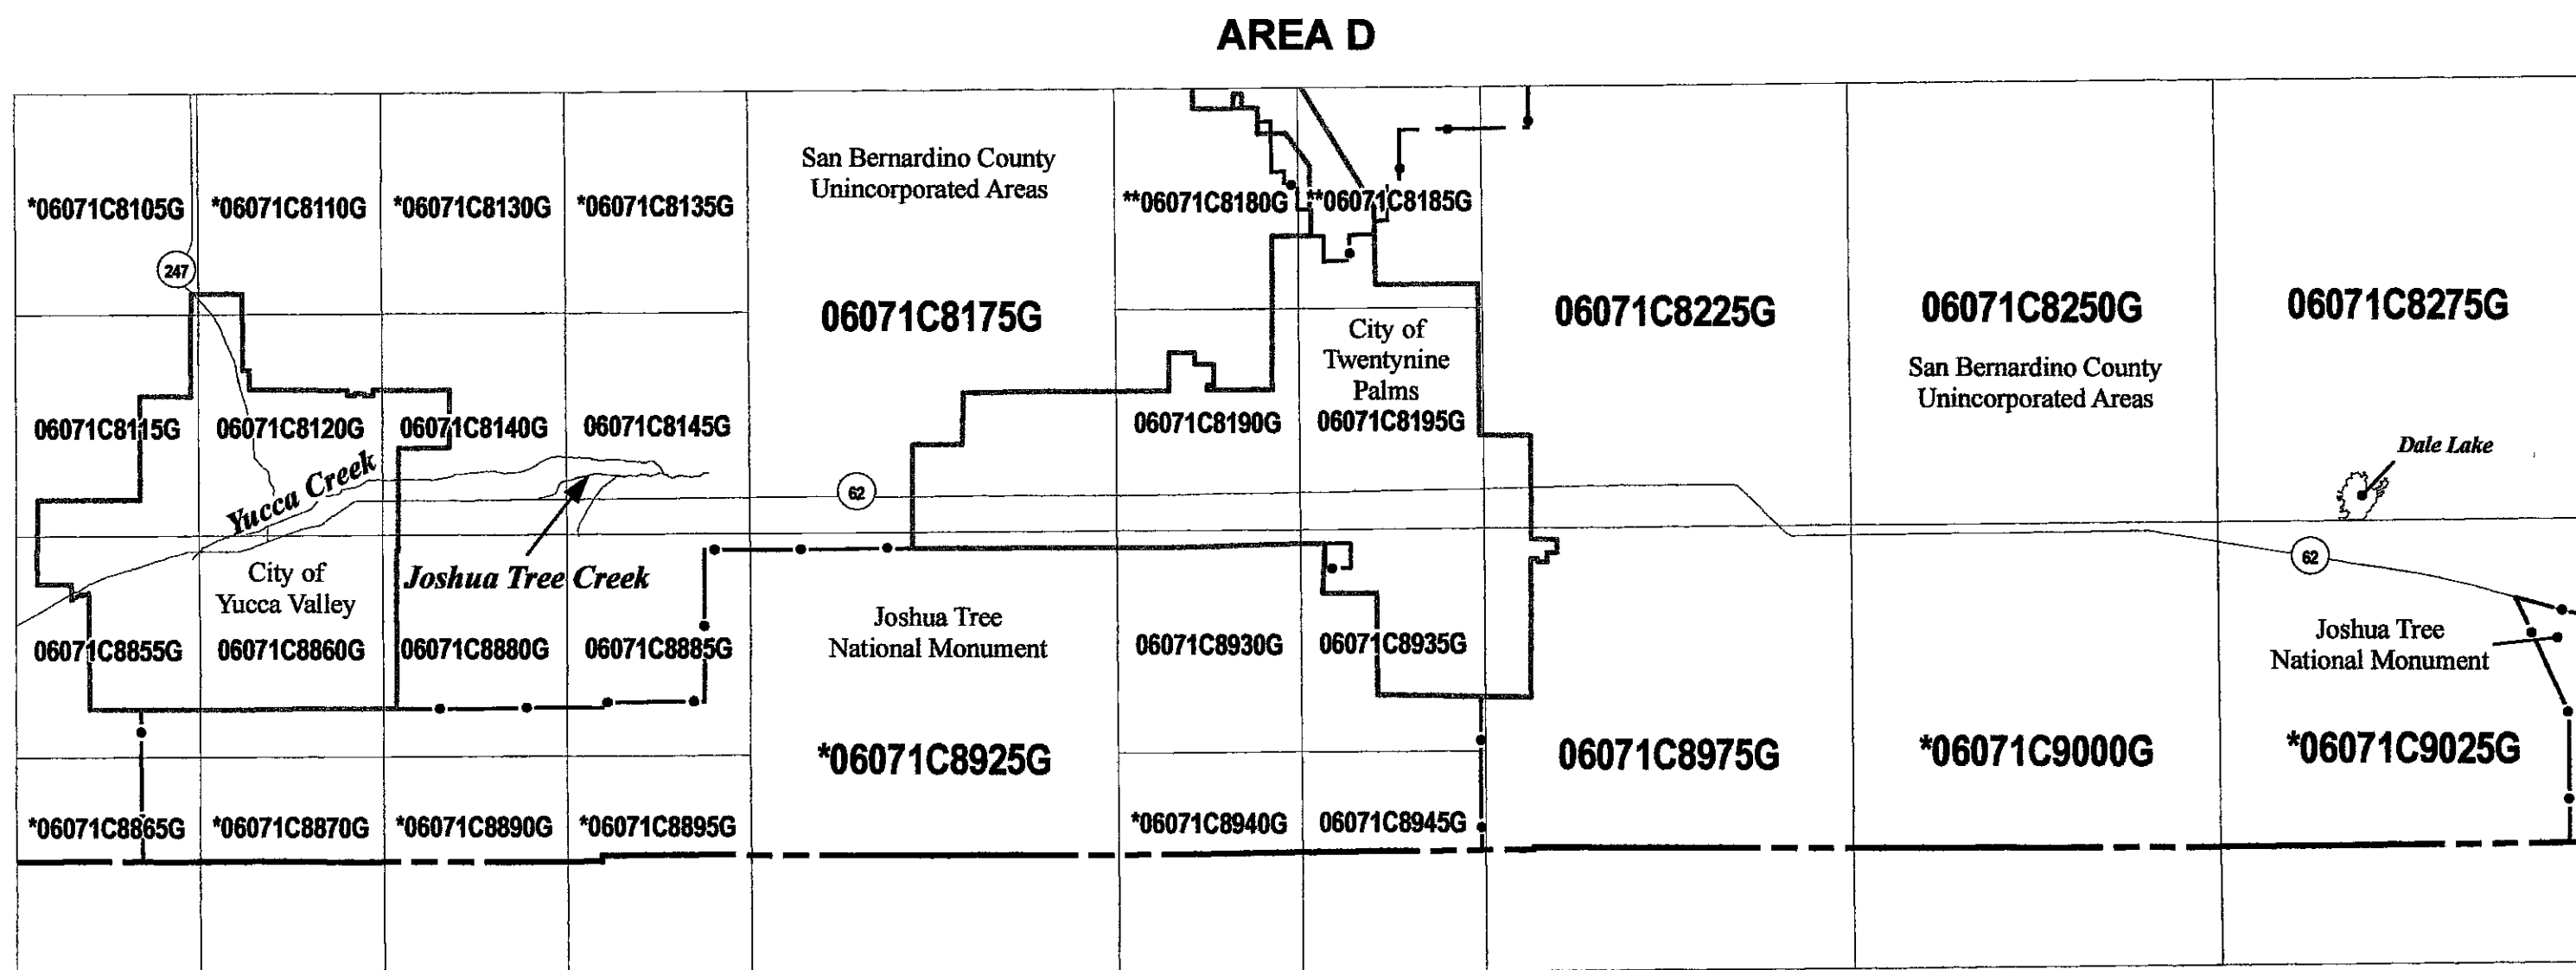 AREA D
San Bernardino County
Unincorporated Areas
*06071C8105G
*06071C8110G
*06071C8130G
*06071C8135G
**06071C8180G
**06071C8185G
247
06071C8175G
06071C8225G
06071C8250G
06071C8275G
City of
Twentynine
Palms
San Bernardino County
Unincorporated Areas
06071C8115G
06071C8120G
06071C8140G
06071C8145G
06071C8190G
06071C8195G
Dale Lake
Yucca Creek
62
62
City of
Yucca Valley
Joshua Tree Creek
Joshua Tree
National Monument
Joshua Tree
National Monument
06071C8855G
06071C8860G
06071C8880G
06071C8885G
06071C8930G
06071C8935G
*06071C8925G
06071C8975G
*06071C9000G
*06071C9025G
*06071C8865G
*06071C8870G
*06071C8890G
*06071C8895G
*06071C8940G
06071C8945G